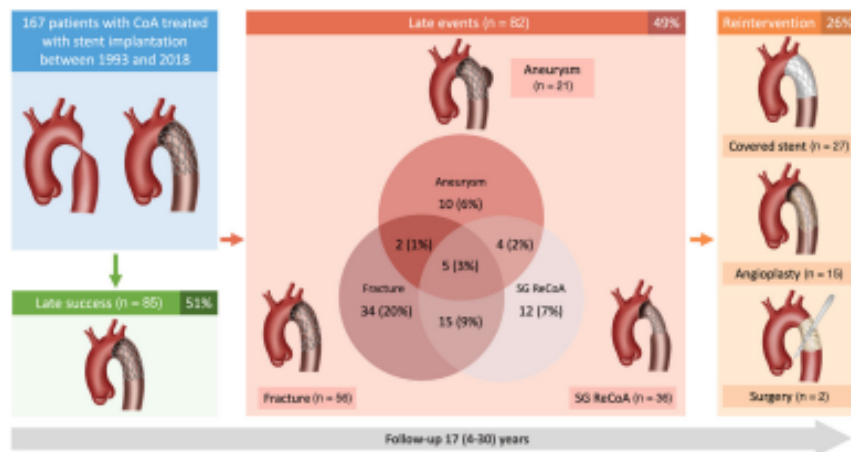 167 patients with CoA treated
with stent implantation
between 1993 and 2018
Late success (n = 85) 51%
Late events (n = 82) 49%
Aneurysm
(n = 21)
Aneurysm
10 (6%)
2 (1%)
4 (2%)
5 (3%)
Fracture
34 (20%)
SG ReCoA
12 (7%)
15 (9%)
Fracture (n = 56)
SG ReCoA (n = 36)
Reintervention 26%
Covered stent (n = 27)
Angioplasty (n = 15)
Surgery (n = 2)
Follow-up 17 (4-30) years